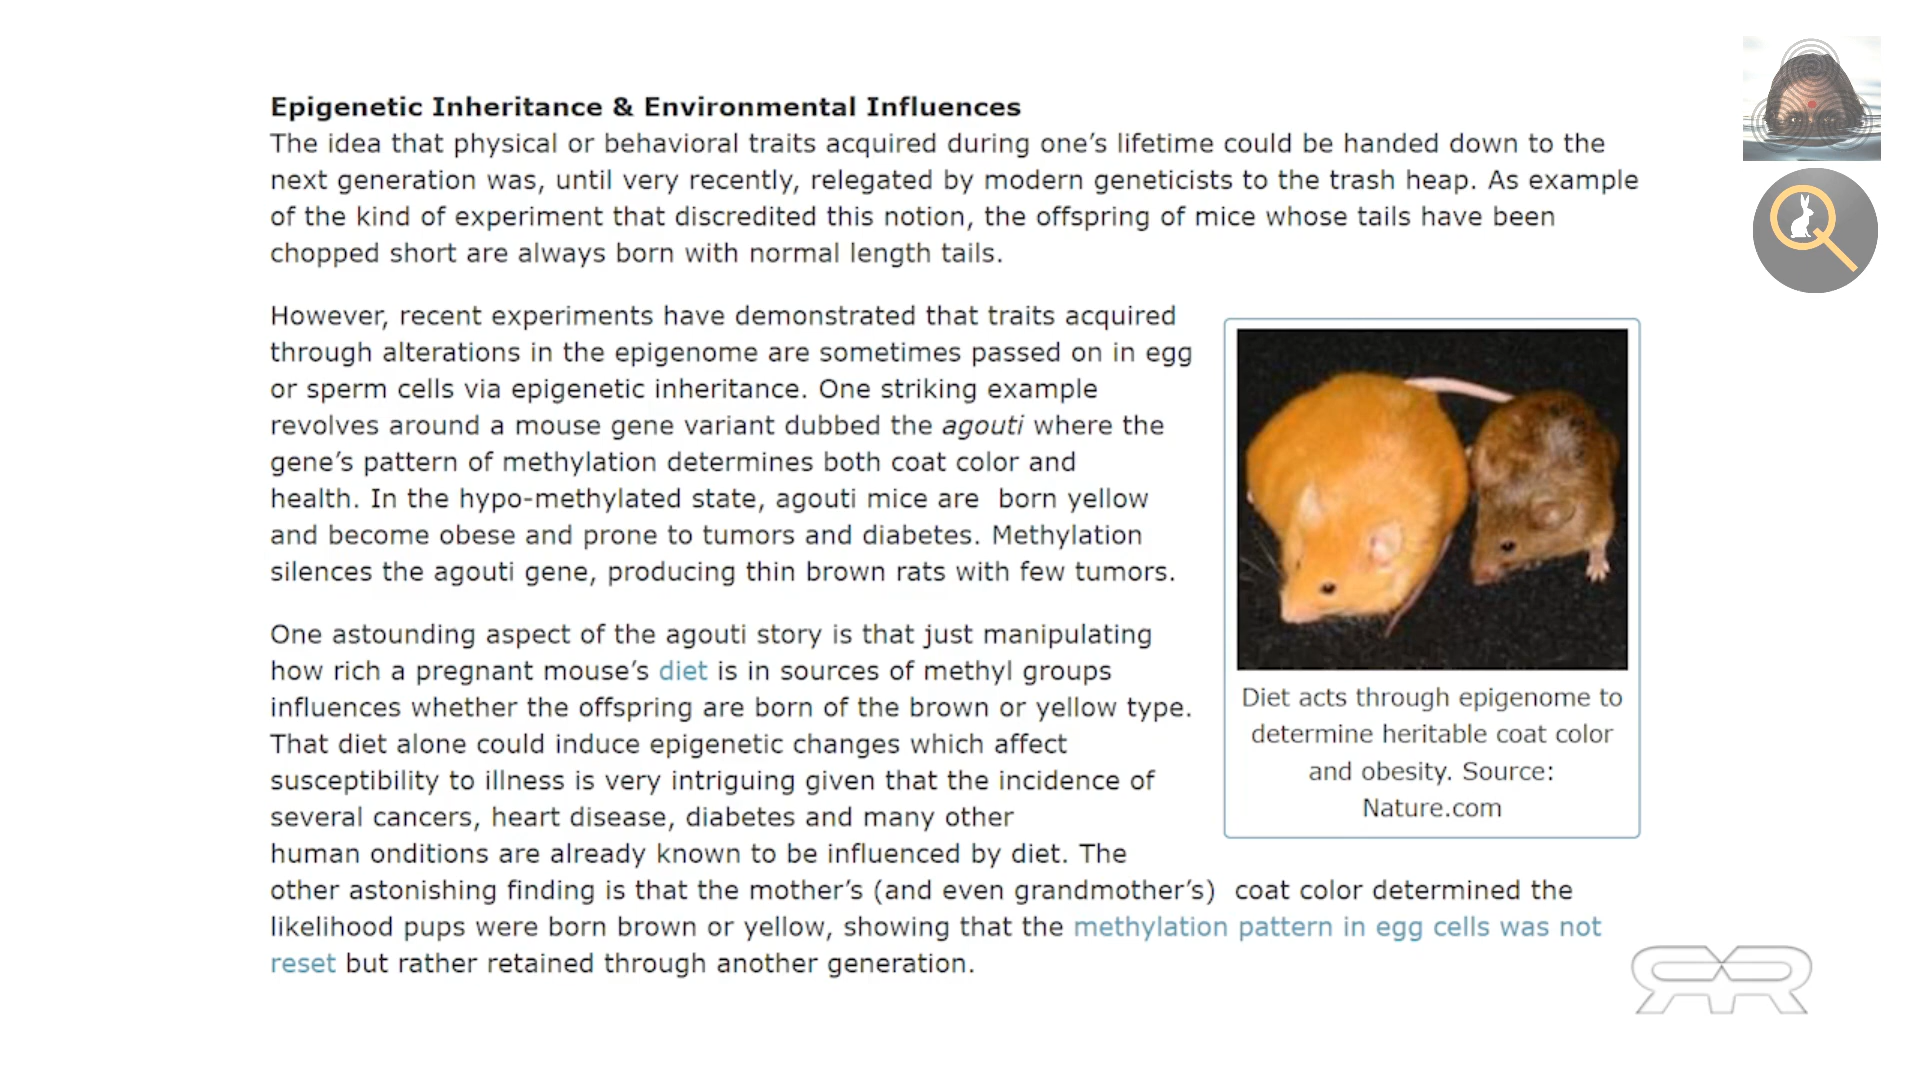 Epigenetic Inheritance & Environmental Influences
The idea that physical or behavioral traits acquired during one’s lifetime could be handed down to the
next generation was, until very recently, relegated by modern geneticists to the trash heap. As example
of the kind of experiment that discredited this notion, the offspring of mice whose tails have been
chopped short are always born with normal length tails.
However, recent experiments have demonstrated that traits acquired
through alterations in the epigenome are sometimes passed on in egg
or sperm cells via epigenetic inheritance. One striking example
revolves around a mouse gene variant dubbed the agouti where the
gene’s pattern of methylation determines both coat color and
health. In the hypo-methylated state, agouti mice are  born yellow
and become obese and prone to tumors and diabetes. Methylation
silences the agouti gene, producing thin brown rats with few tumors.
One astounding aspect of the agouti story is that just manipulating
how rich a pregnant mouse’s diet is in sources of methyl groups
influences whether the offspring are born of the brown or yellow type.
That diet alone could induce epigenetic changes which affect
susceptibility to illness is very intriguing given that the incidence of
several cancers, heart disease, diabetes and many other
human onditions are already known to be influenced by diet. The
other astonishing finding is that the mother’s (and even grandmother’s)  coat color determined the
likelihood pups were born brown or yellow, showing that the methylation pattern in egg cells was not
reset but rather retained through another generation.
Diet acts through epigenome to
determine heritable coat color
and obesity. Source:
Nature.com
RR